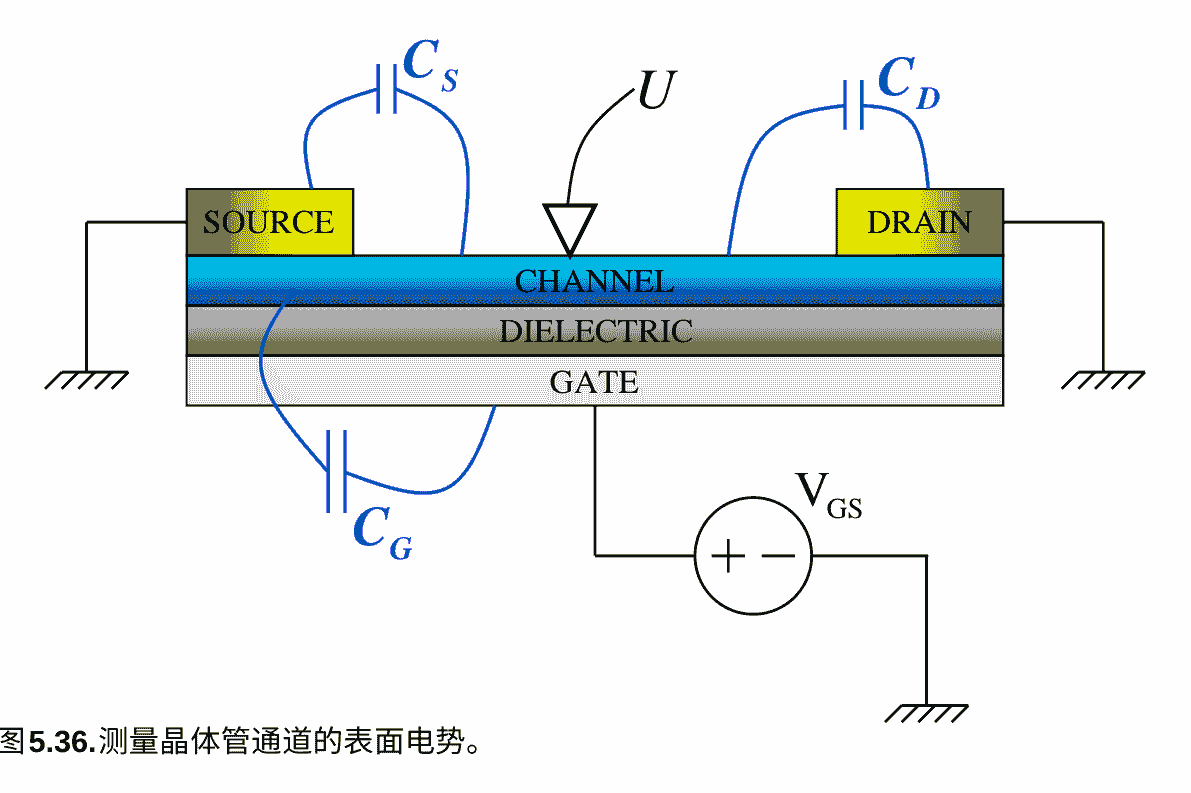 C_S
U
C_D
SOURCE
DRAIN
CHANNEL
DIELECTRIC
GATE
V_GS
+ −
C_G
图5.36.测量晶体管通道的表面电势。